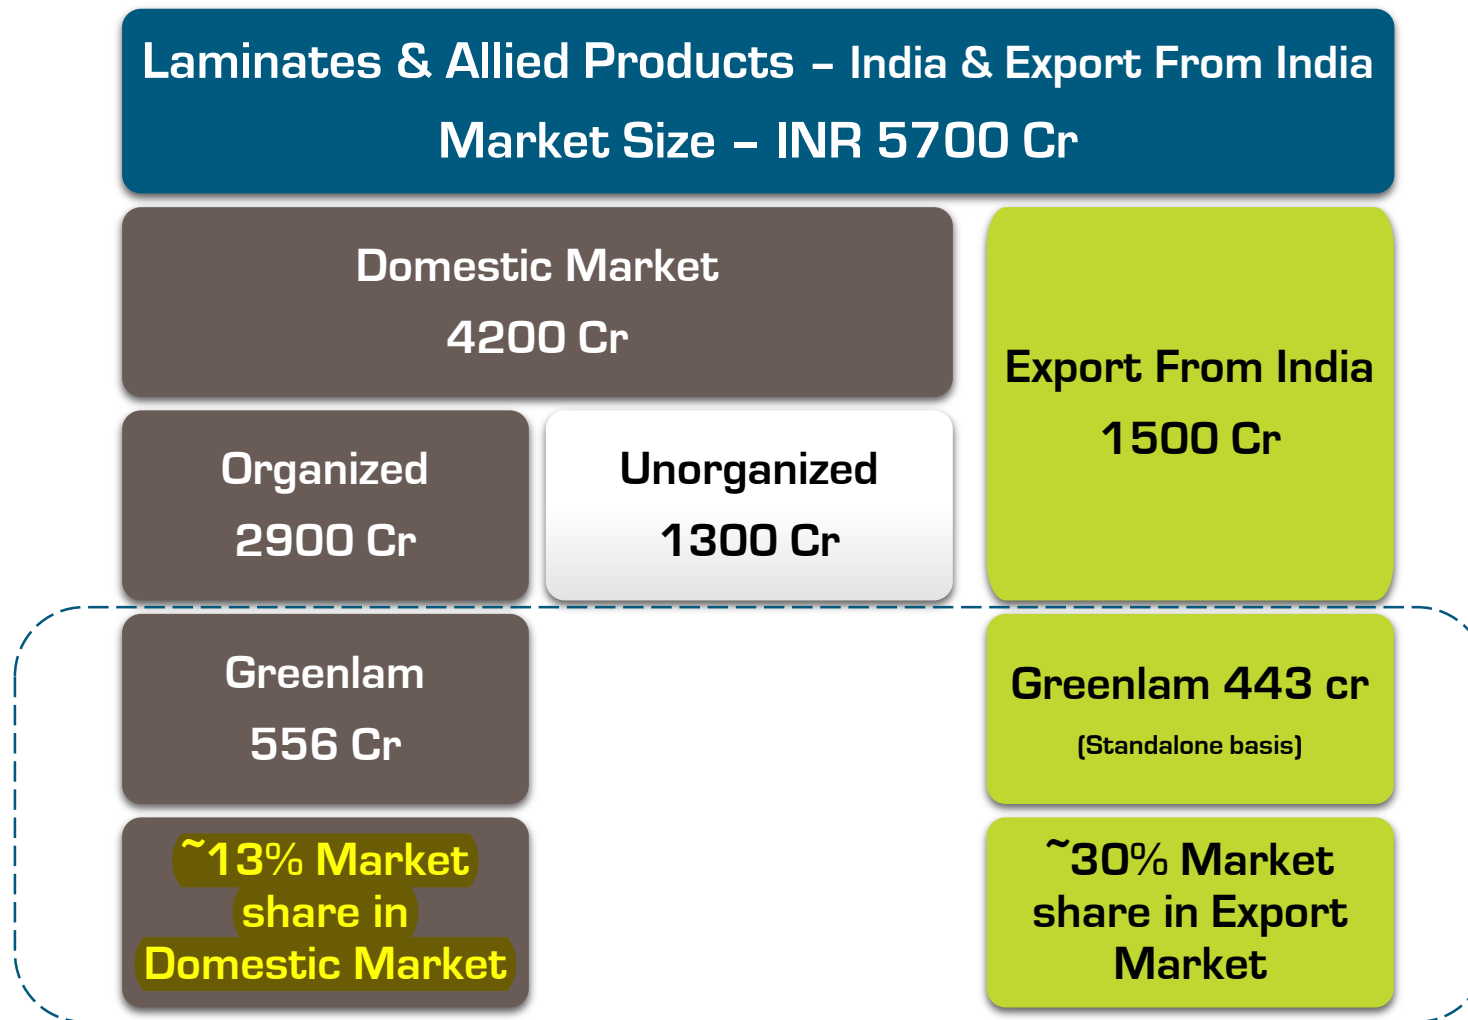 Laminates & Allied Products – India & Export From India
Market Size – INR 5700 Cr
Domestic Market
4200 Cr
Export From India
1500 Cr
Organized
2900 Cr
Unorganized
1300 Cr
Greenlam
556 Cr
Greenlam 443 cr
(Standalone basis)
~13% Market
share in
Domestic Market
~30% Market
share in Export
Market